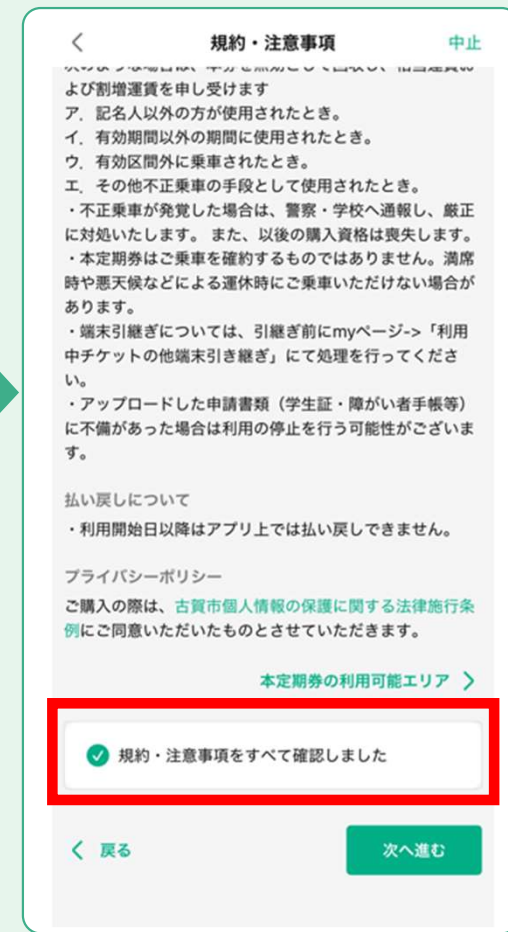 規約・注意事項
中止
よび割増運賃を申し受けます
ア．記名人以外の方が使用されたとき。
イ．有効期間以外の期間に使用されたとき。
ウ．有効区間外に乗車されたとき。
エ．その他不正乗車の手段として使用されたとき。
・不正乗車が発覚した場合は、警察・学校へ通報し、厳正
に対処いたします。 また、以後の購入資格は喪失します。
・本定期券はご乗車を確約するものではありません。満席
時や悪天候などによる運休時にご乗車いただけない場合が
あります。
・端末引継ぎについては、引継ぎ前にmyページ->「利用
中チケットの他端末引き継ぎ」にて処理を行ってくださ
い。
・アップロードした申請書類（学生証・障がい者手帳等）
に不備があった場合は利用の停止を行う可能性がございま
す。
払い戻しについて
・利用開始日以降はアプリ上では払い戻しできません。
プライバシーポリシー
ご購入の際は、古賀市個人情報の保護に関する法律施行条
例にご同意いただいたものとさせていただきます。
本定期券の利用可能エリア
規約・注意事項をすべて確認しました
戻る
次へ進む